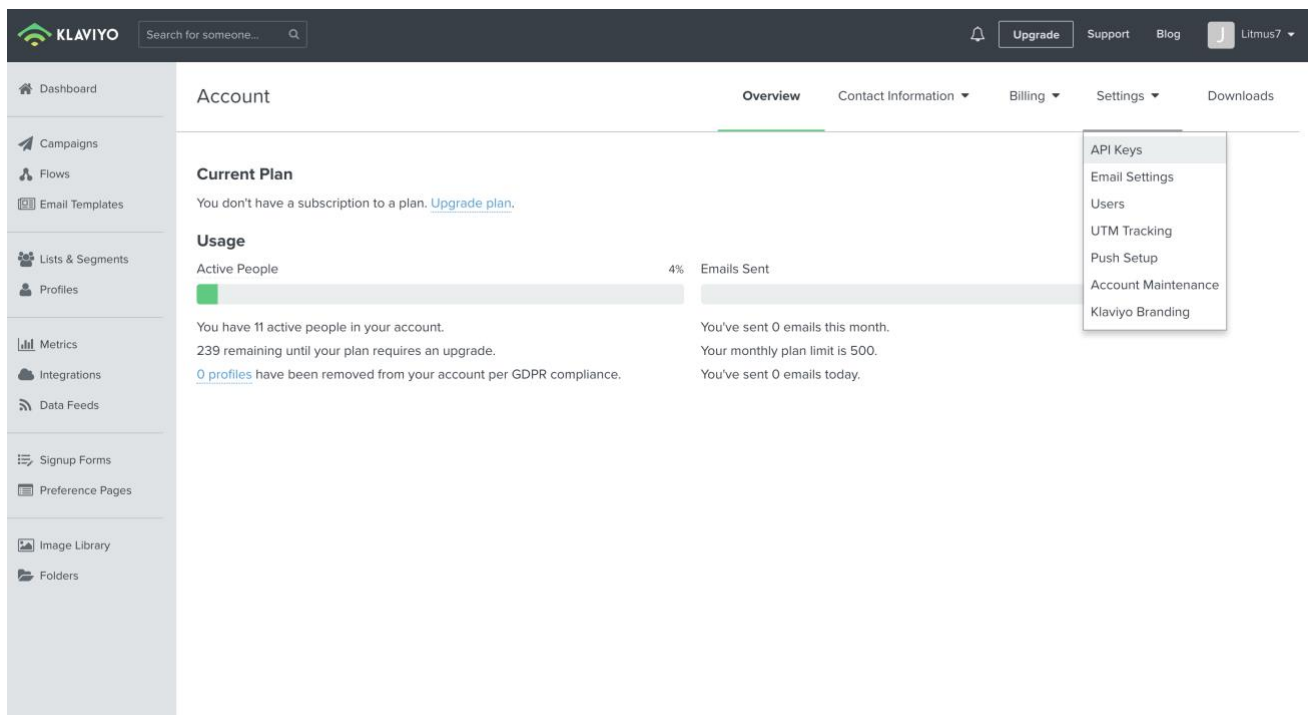 KLAVIYO
Search for someone...
Upgrade
Support
Blog
J
Litmus7
Dashboard
Campaigns
Flows
Email Templates
Lists & Segments
Profiles
Metrics
Integrations
Data Feeds
Signup Forms
Preference Pages
Image Library
Folders
Account
Overview
Contact Information
Billing
Settings
Downloads
API Keys
Email Settings
Users
UTM Tracking
Push Setup
Account Maintenance
Klaviyo Branding
Current Plan
You don't have a subscription to a plan. Upgrade plan.
Usage
Active People
4%
You have 11 active people in your account.
239 remaining until your plan requires an upgrade.
0 profiles have been removed from your account per GDPR compliance.
Emails Sent
You've sent 0 emails this month.
Your monthly plan limit is 500.
You've sent 0 emails today.